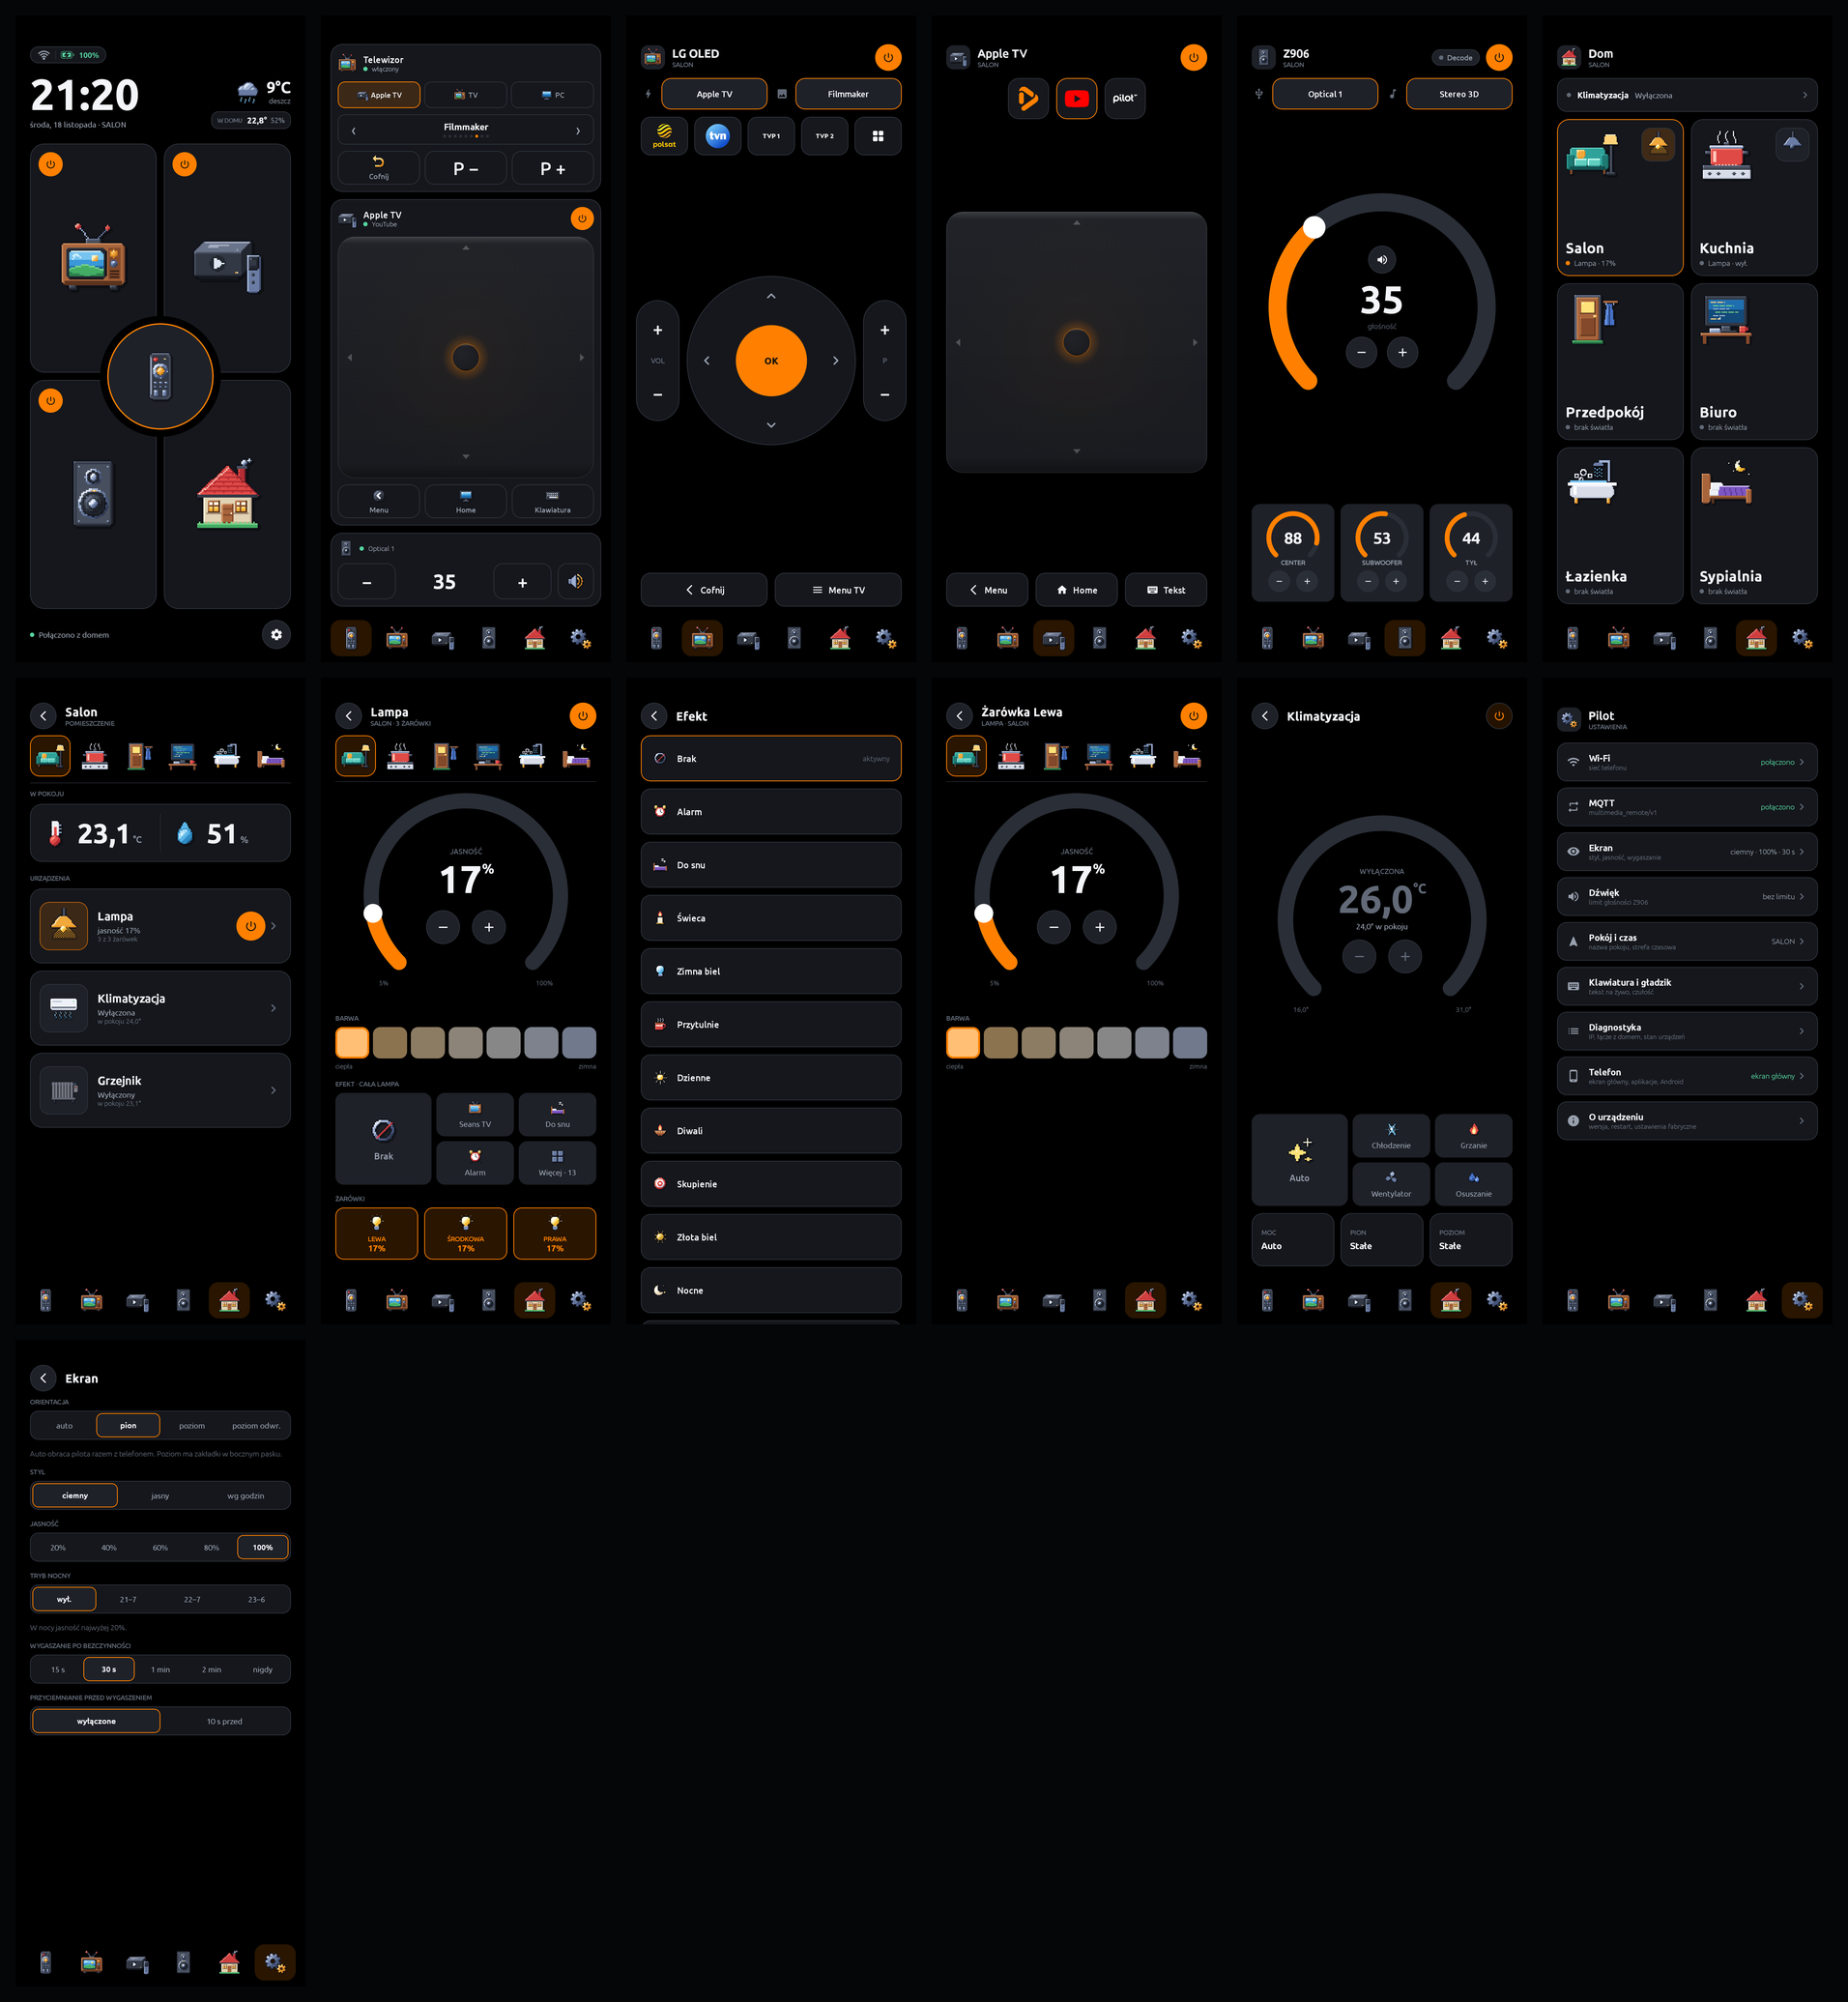 100%
21:20
9°C
deszcz
środa, 18 listopada · SALON
W DOMU 22,8° 52%
Połączono z domem
Telewizor
włączony
Apple TV
TV
PC
Filmmaker
Cofnij
P −
P +
Apple TV
YouTube
Menu
Home
Klawiatura
Optical 1
−
35
+
LG OLED
SALON
Apple TV
Filmmaker
polsat
tvn
TVP 1
TVP 2
+
VOL
−
OK
+
P
−
Cofnij
Menu TV
Apple TV
SALON
pilot
Menu
Home
Tekst
Z906
SALON
Decode
Optical 1
Stereo 3D
35
głośność
− +
88
CENTER
− +
53
SUBWOOFER
− +
44
TYŁ
− +
Dom
SALON
Klimatyzacja Wyłączona
Salon
Lampa · 17%
Kuchnia
Lampa · wył.
Przedpokój
brak światła
Biuro
brak światła
Łazienka
brak światła
Sypialnia
brak światła
Salon
POMIESZCZENIE
W POKOJU
23,1 °C
51 %
URZĄDZENIA
Lampa
jasność 17%
3 z 3 żarówek
Klimatyzacja
Wyłączona
w pokoju 24,0°
Grzejnik
Wyłączony
w pokoju 23,1°
Lampa
SALON · 3 ŻARÓWKI
JASNOŚĆ
17%
− +
5%
100%
BARWA
ciepła
zimna
EFEKT · CAŁA LAMPA
Brak
Seans TV
Do snu
Alarm
Więcej · 13
ŻARÓWKI
LEWA
17%
ŚRODKOWA
17%
PRAWA
17%
Efekt
Brak
aktywny
Alarm
Do snu
Świeca
Zimna biel
Przytulnie
Dzienne
Diwali
Skupienie
Złota biel
Nocne
Żarówka Lewa
LAMPA · SALON
JASNOŚĆ
17%
− +
5%
100%
BARWA
ciepła
zimna
Klimatyzacja
WYŁĄCZONA
26,0°C
24,0° w pokoju
− +
16,0°
31,0°
Auto
Chłodzenie
Grzanie
Wentylator
Osuszanie
MOC
Auto
PION
Stałe
POZIOM
Stałe
Pilot
USTAWIENIA
Wi-Fi
sieć telefonu
połączono
MQTT
multimedia_remote/v1
połączono
Ekran
styl, jasność, wygaszanie
ciemny · 100% · 30 s
Dźwięk
limit głośności Z906
bez limitu
Pokój i czas
nazwa pokoju, strefa czasowa
SALON
Klawiatura i gładzik
tekst na żywo, czułość
Diagnostyka
IP, łącze z domem, stan urządzeń
Telefon
ekran główny, aplikacje, Android
ekran główny
O urządzeniu
wersja, restart, ustawienia fabryczne
Ekran
ORIENTACJA
auto
pion
poziom
poziom odwr.
Auto obraca pilota razem z telefonem. Poziom ma zakładki w bocznym pasku.
STYL
ciemny
jasny
wg godzin
JASNOŚĆ
20%
40%
60%
80%
100%
TRYB NOCNY
wył.
21–7
22–7
23–6
W nocy jasność najwyżej 20%.
WYGASZANIE PO BEZCZYNNOŚCI
15 s
30 s
1 min
2 min
nigdy
PRZYCIEMNIANIE PRZED WYGASZENIEM
wyłączone
10 s przed